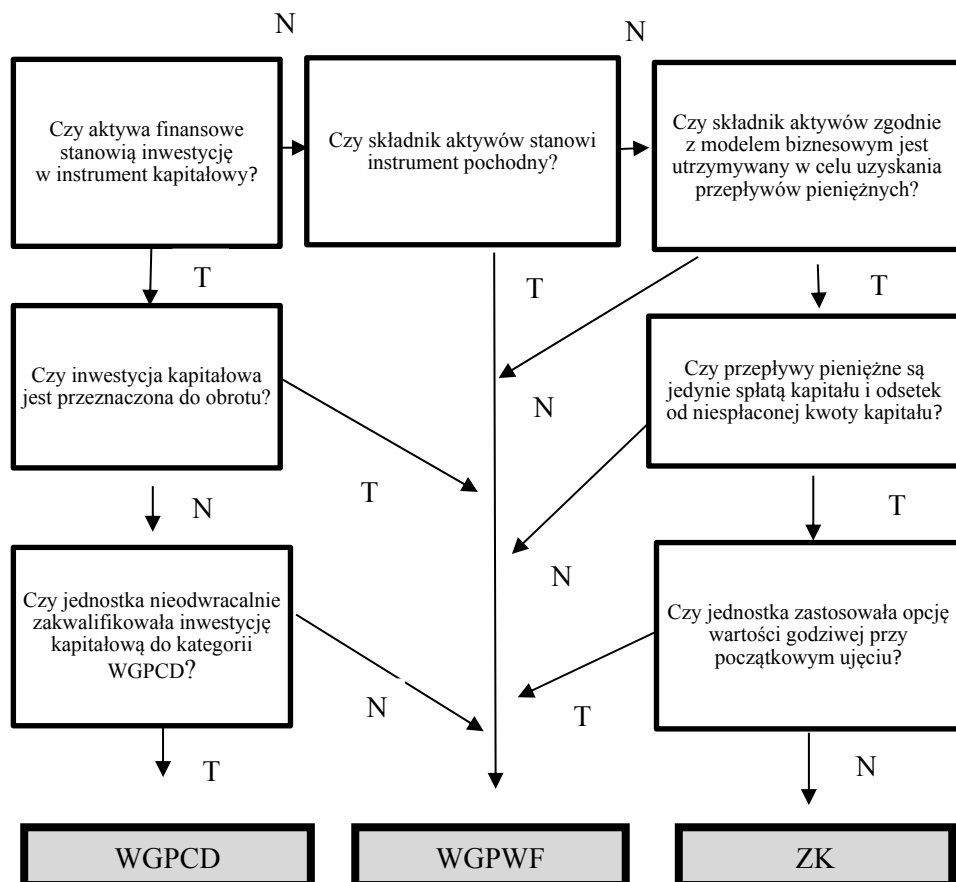 N
N
Czy aktywa finansowe
stanowią inwestycję
w instrument kapitałowy?
Czy składnik aktywów stanowi
instrument pochodny?
Czy składnik aktywów zgodnie
z modelem biznesowym jest
utrzymywany w celu uzyskania
przepływów pieniężnych?
T
T
T
Czy inwestycja kapitałowa
jest przeznaczona do obrotu?
Czy przepływy pieniężne są
jedynie spłatą kapitału i odsetek
od niespłaconej kwoty kapitału?
N
T
N
T
N
Czy jednostka nieodwracalnie
zakwalifikowała inwestycję
kapitałową do kategorii
WGPCD?
Czy jednostka zastosowała opcję
wartości godziwej przy
początkowym ujęciu?
N
T
T
N
WGPCD
WGPWF
ZK